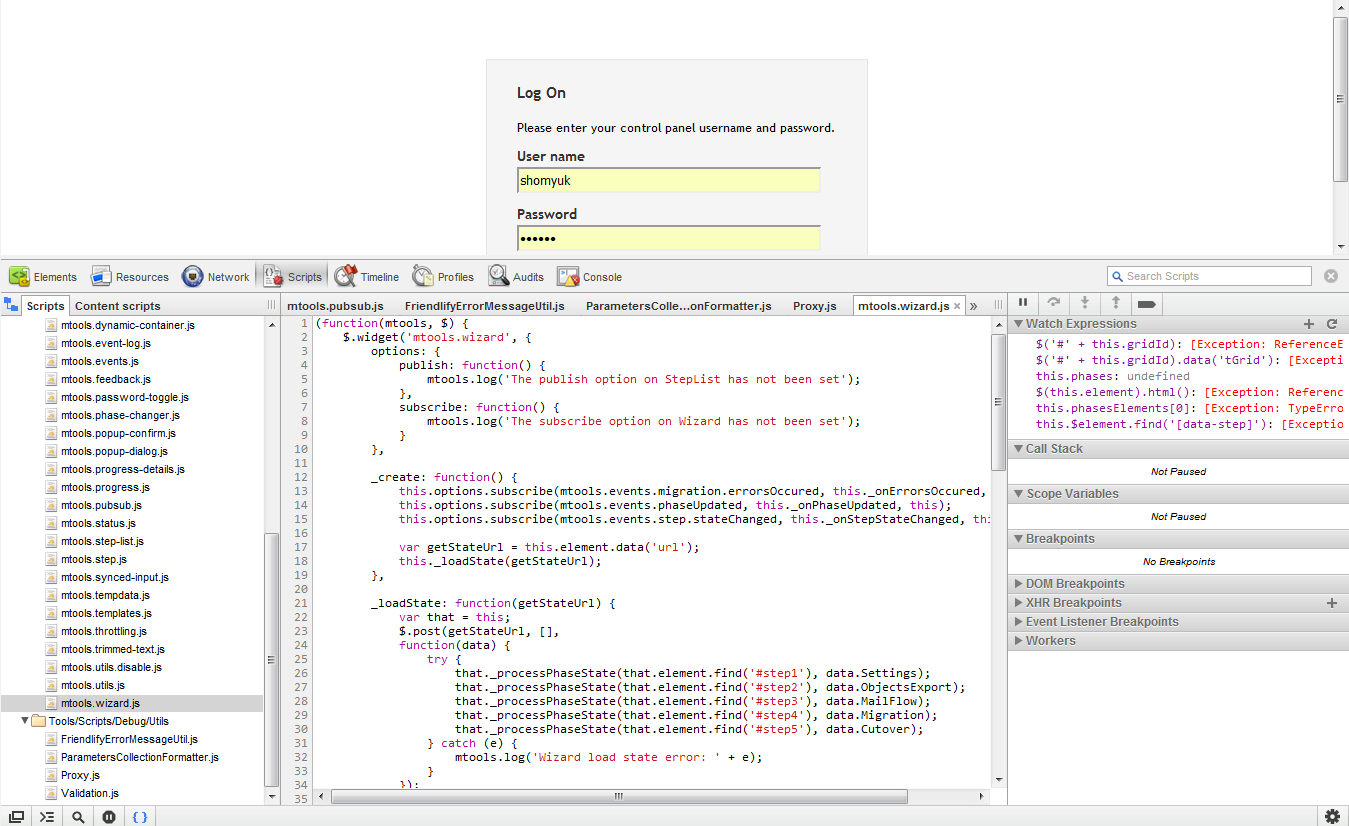 Log On
Please enter your control panel username and password.
User name
shomyuk
Password
••••••
Elements Resources Network Scripts Timeline Profiles Audits Console Search Scripts
Scripts Content scripts
mtools.dynamic-container.js
mtools.event-log.js
mtools.events.js
mtools.feedback.js
mtools.password-toggle.js
mtools.phase-changer.js
mtools.popup-confirm.js
mtools.popup-dialog.js
mtools.progress-details.js
mtools.progress.js
mtools.pubsub.js
mtools.status.js
mtools.step-list.js
mtools.step.js
mtools.synced-input.js
mtools.tempdata.js
mtools.templates.js
mtools.throttling.js
mtools.trimmed-text.js
mtools.utils.disable.js
mtools.utils.js
mtools.wizard.js
Tools/Scripts/Debug/Utils
FriendlifyErrorMessageUtil.js
ParametersCollectionFormatter.js
Proxy.js
Validation.js
mtools.pubsub.js FriendlifyErrorMessageUtil.js ParametersColle...onFormatter.js Proxy.js mtools.wizard.js × »
1 (function(mtools, $) {
2 $.widget('mtools.wizard', {
3 options: {
4 publish: function() {
5 mtools.log('The publish option on StepList has not been set');
6 },
7 subscribe: function() {
8 mtools.log('The subscribe option on Wizard has not been set');
9 }
10 },
11
12 _create: function() {
13 this.options.subscribe(mtools.events.migration.errorsOccured, this._onErrorsOccured,
14 this.options.subscribe(mtools.events.phaseUpdated, this._onPhaseUpdated, this);
15 this.options.subscribe(mtools.events.step.stateChanged, this._onStepStateChanged, thi
16
17 var getStateUrl = this.element.data('url');
18 this._loadState(getStateUrl);
19 },
20
21 _loadState: function(getStateUrl) {
22 var that = this;
23 $.post(getStateUrl, [],
24 function(data) {
25 try {
26 that._processPhaseState(that.element.find('#step1'), data.Settings);
27 that._processPhaseState(that.element.find('#step2'), data.ObjectsExport);
28 that._processPhaseState(that.element.find('#step3'), data.MailFlow);
29 that._processPhaseState(that.element.find('#step4'), data.Migration);
30 that._processPhaseState(that.element.find('#step5'), data.Cutover);
31 } catch (e) {
32 mtools.log('Wizard load state error: ' + e);
33 }
34 });
35
Watch Expressions
$('#' + this.gridId): [Exception: ReferenceE
$('#' + this.gridId).data('tGrid'): [Excepti
this.phases: undefined
$(this.element).html(): [Exception: Referenc
this.phasesElements[0]: [Exception: TypeErro
this.$element.find('[data-step]'): [Exceptio
Call Stack
Not Paused
Scope Variables
Not Paused
Breakpoints
No Breakpoints
DOM Breakpoints
XHR Breakpoints
Event Listener Breakpoints
Workers